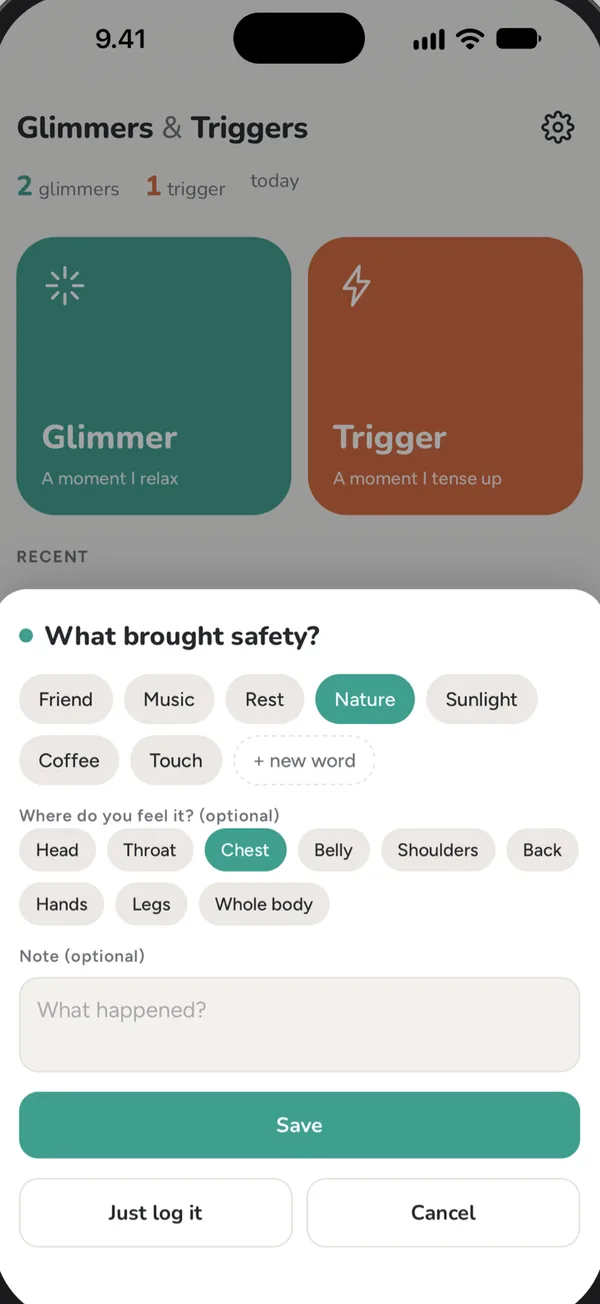 9.41
Glimmers & Triggers
2 glimmers 1 trigger today
Glimmer Trigger
A moment I relax A moment I tense up
RECENT
What brought safety?
Friend Music Rest Nature Sunlight
Coffee Touch + new word
Where do you feel it? (optional)
Head Throat Chest Belly Shoulders Back
Hands Legs Whole body
Note (optional)
What happened?
Save
Just log it Cancel